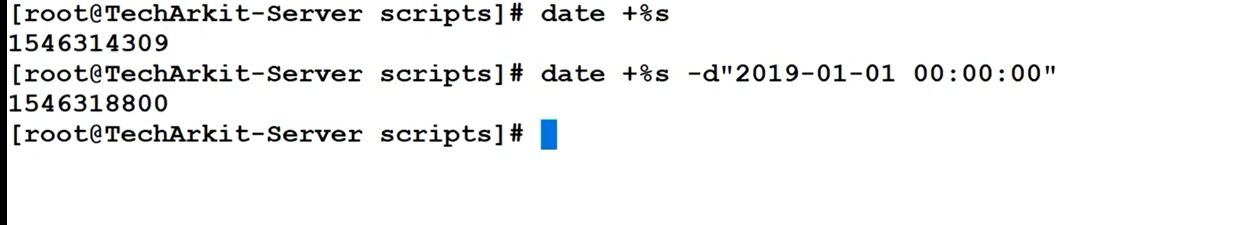 [root@TechArkit-Server scripts]# date +%s
1546314309
[root@TechArkit-Server scripts]# date +%s -d"2019-01-01 00:00:00"
1546318800
[root@TechArkit-Server scripts]#